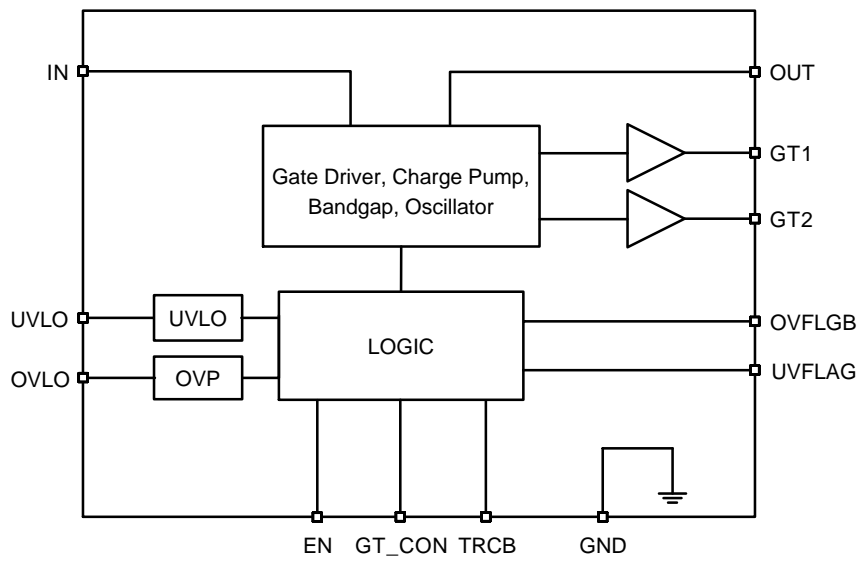 IN
OUT
Gate Driver, Charge Pump,
Bandgap, Oscillator
GT1
GT2
UVLO
UVLO
LOGIC
OVFLGB
OVLO
OVP
UVFLAG
EN
GT_CON
TRCB
GND